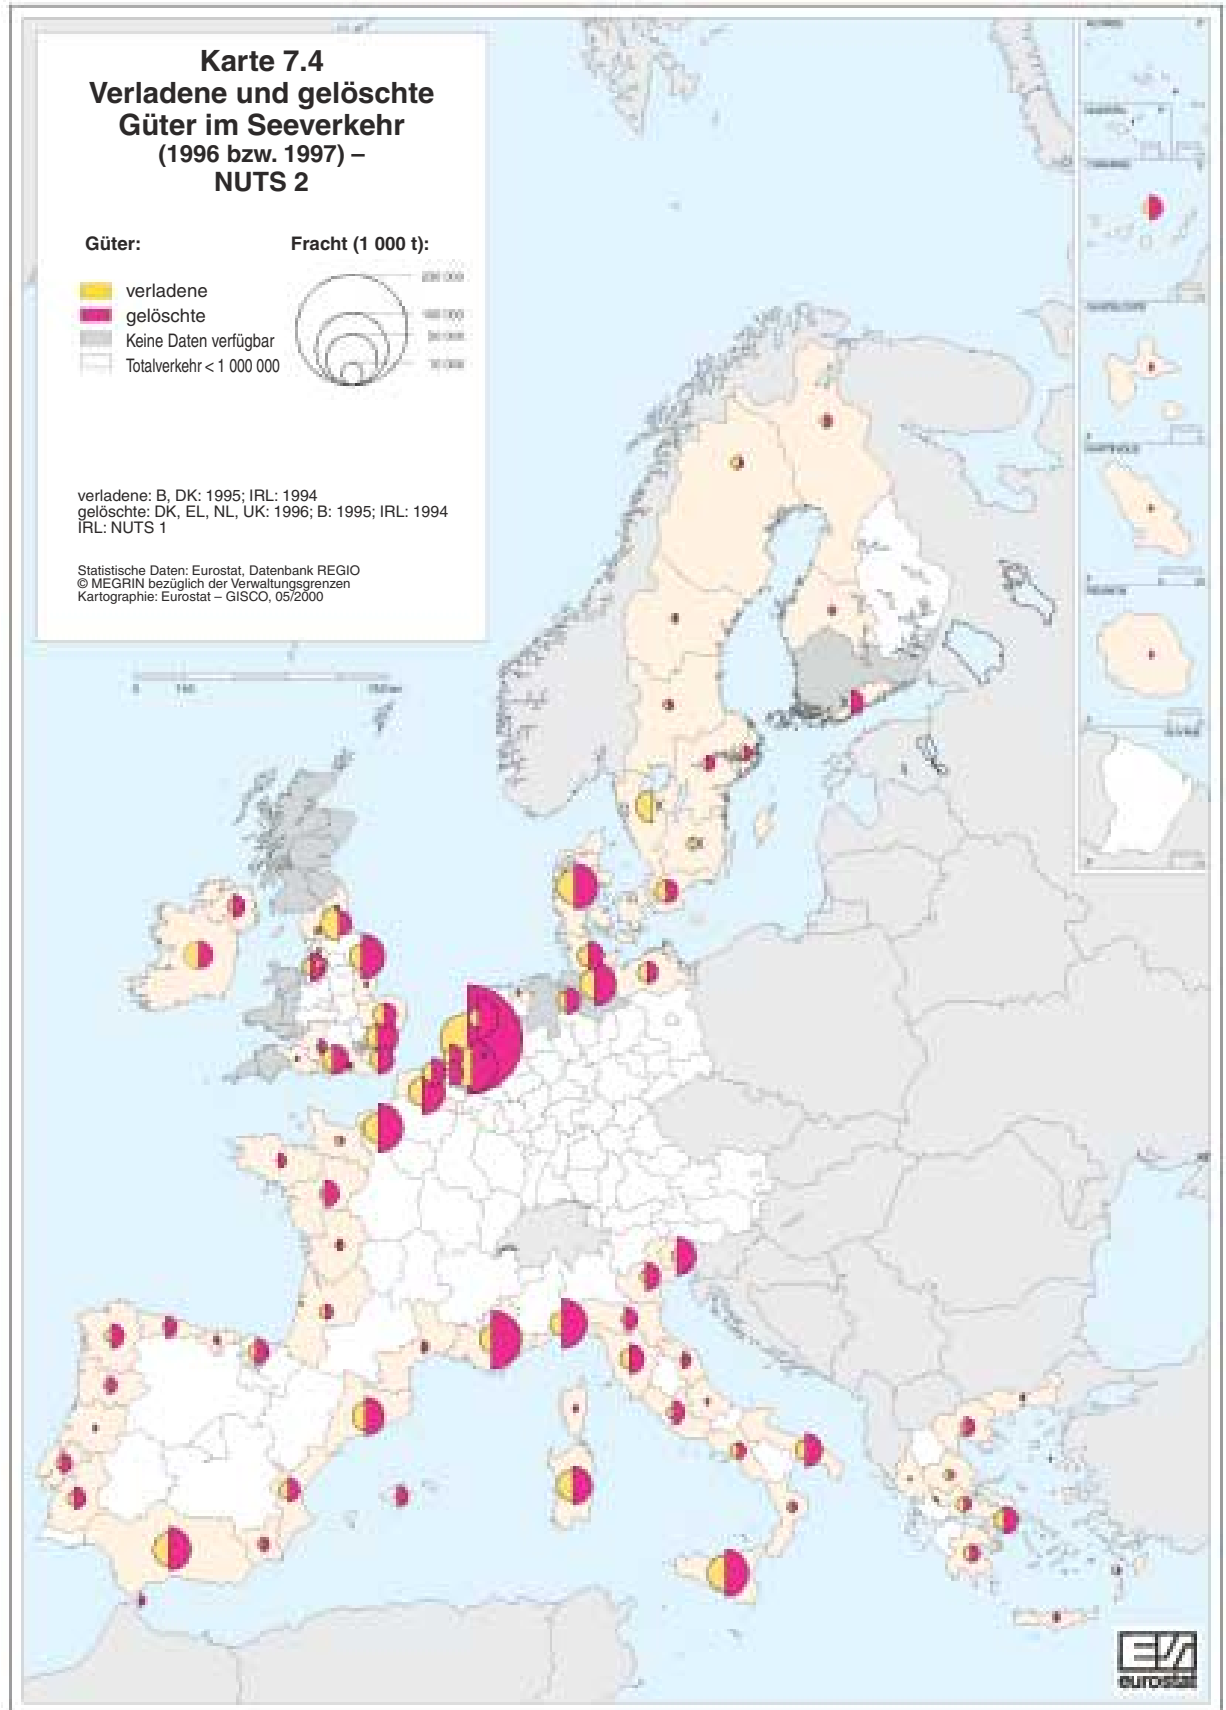 Karte 7.4
Verladene und gelöschte
Güter im Seeverkehr
(1996 bzw. 1997) –
NUTS 2
Güter:
Fracht (1 000 t):
verladene
gelöschte
Keine Daten verfügbar
Totalverkehr < 1 000 000
verladene: B, DK: 1995; IRL: 1994
gelöschte: DK, EL, NL, UK: 1996; B: 1995; IRL: 1994
IRL: NUTS 1
Statistische Daten: Eurostat, Datenbank REGIO
© MEGRIN bezüglich der Verwaltungsgrenzen
Kartographie: Eurostat – GISCO, 05/2000
eurostat